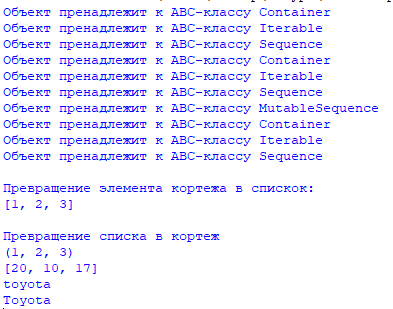 Объект пренадлежит к ABC-классу Container
Объект пренадлежит к ABC-классу Iterable
Объект пренадлежит к ABC-классу Sequence
Объект пренадлежит к ABC-классу Container
Объект пренадлежит к ABC-классу Iterable
Объект пренадлежит к ABC-классу Sequence
Объект пренадлежит к ABC-классу MutableSequence
Объект пренадлежит к ABC-классу Container
Объект пренадлежит к ABC-классу Iterable
Объект пренадлежит к ABC-классу Sequence
Превращение элемента кортежа в спискок:
[1, 2, 3]
Превращение списка в кортеж
(1, 2, 3)
[20, 10, 17]
toyota
Toyota